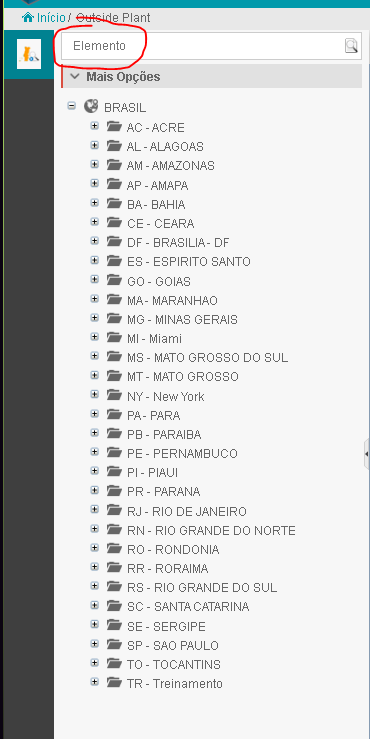 Início / Outside Plant
Elemento
Mais Opções
BRASIL
AC - ACRE
AL - ALAGOAS
AM - AMAZONAS
AP - AMAPA
BA - BAHIA
CE - CEARA
DF - BRASILIA - DF
ES - ESPIRITO SANTO
GO - GOIAS
MA - MARANHAO
MG - MINAS GERAIS
MI - Miami
MS - MATO GROSSO DO SUL
MT - MATO GROSSO
NY - New York
PA - PARA
PB - PARAIBA
PE - PERNAMBUCO
PI - PIAUI
PR - PARANA
RJ - RIO DE JANEIRO
RN - RIO GRANDE DO NORTE
RO - RONDONIA
RR - RORAIMA
RS - RIO GRANDE DO SUL
SC - SANTA CATARINA
SE - SERGIPE
SP - SAO PAULO
TO - TOCANTINS
TR - Treinamento